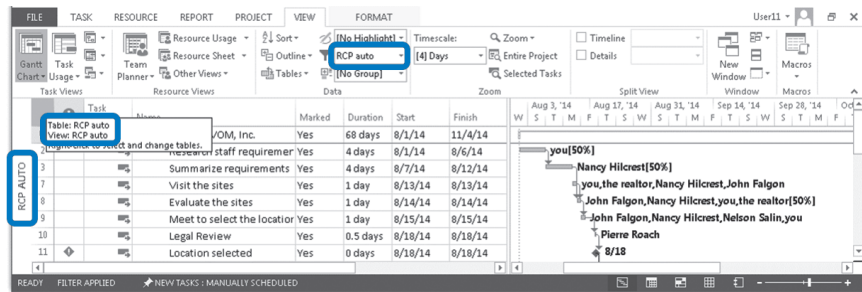 FILE TASK RESOURCE REPORT PROJECT VIEW FORMAT User11
Gantt Chart
Task Usage
Team Planner
Resource Usage
Resource Sheet
Other Views
Sort
Outline
Tables
[No Highlight]
RCP auto
[No Group]
Timescale:
[4] Days
Zoom
Entire Project
Selected Tasks
Timeline
Details
New Window
Macros
Task Views Resource Views Data Zoom Split View Window Macros
Task
Marked Duration Start Finish
Aug 3, '14 Aug 17, '14 Aug 31, '14 Sep 14, '14 Sep 28, '14
W S T M F T S W S T M F T S W S T M
Table: RCP auto
View: RCP auto
Right-click to select and change tables.
VOM, Inc. Yes 68 days 8/1/14 11/4/14
2 Research staff requiremer Yes 4 days 8/1/14 8/6/14 you[50%]
3 Summarize requirements Yes 4 days 8/7/14 8/12/14 Nancy Hilcrest[50%]
7 Visit the sites Yes 1 day 8/13/14 8/13/14 you,the realtor,Nancy Hilcrest,John Falgon
8 Evaluate the sites Yes 1 day 8/14/14 8/14/14 John Falgon,Nancy Hilcrest,you,the realtor[50%]
9 Meet to select the location Yes 1 day 8/15/14 8/15/14 John Falgon,Nancy Hilcrest,Nelson Salin,you
10 Legal Review Yes 0.5 days 8/18/14 8/18/14 Pierre Roach
11 Location selected Yes 0 days 8/18/14 8/18/14 8/18
RCP AUTO
READY FILTER APPLIED NEW TASKS : MANUALLY SCHEDULED